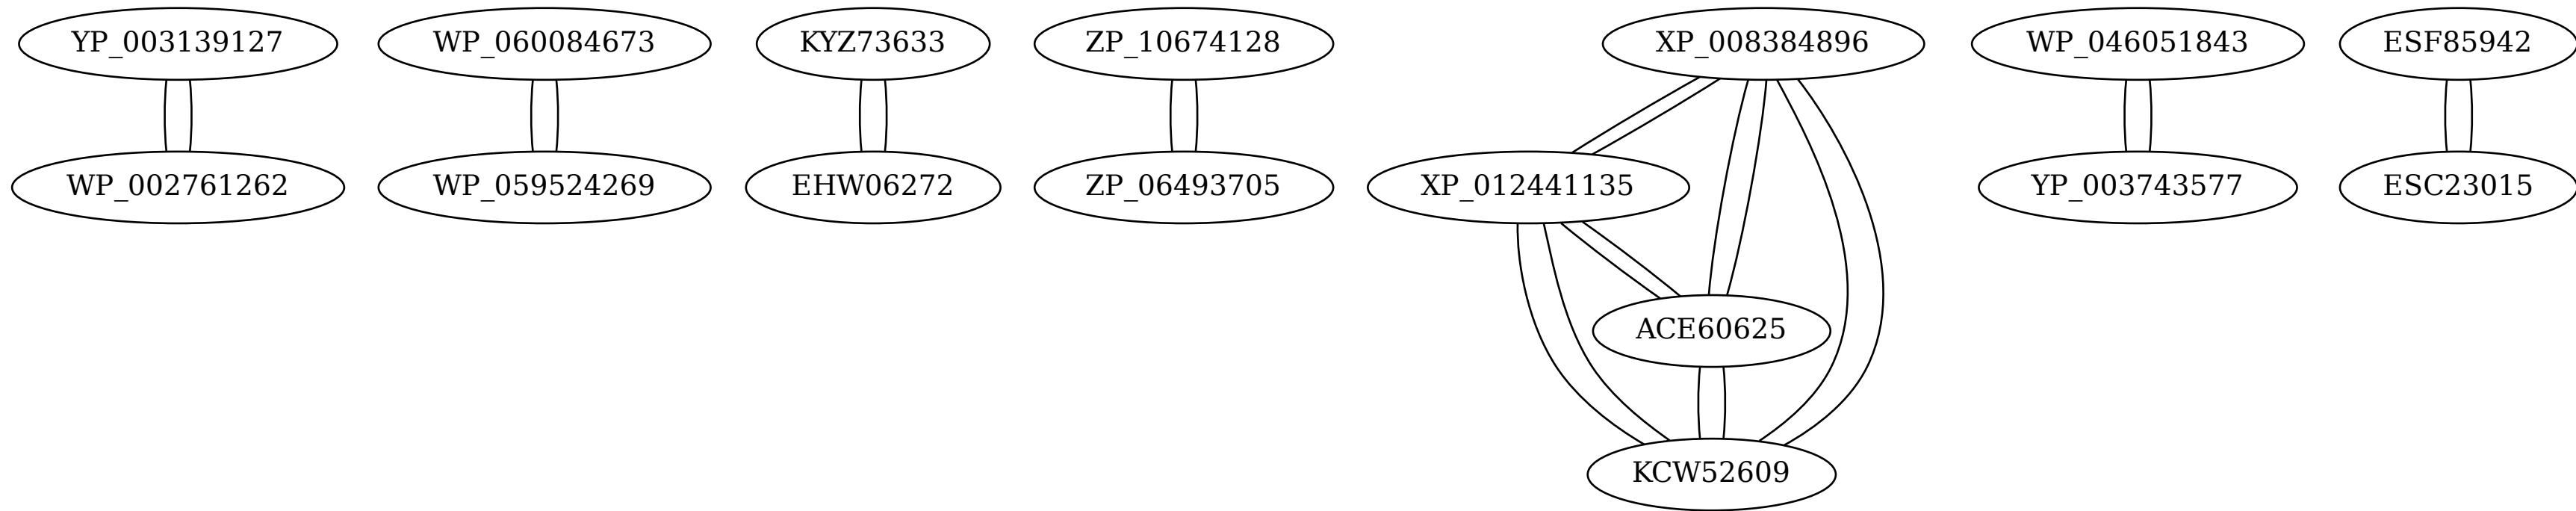 YP_003139127
WP_060084673
KYZ73633
ZP_10674128
XP_008384896
WP_046051843
ESF85942
WP_002761262
WP_059524269
EHW06272
ZP_06493705
XP_012441135
YP_003743577
ESC23015
ACE60625
KCW52609